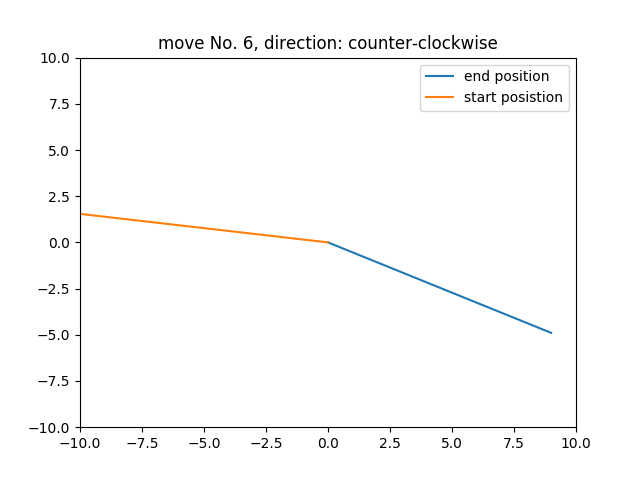 move No. 6, direction: counter-clockwise
10.0
7.5
5.0
2.5
0.0
−2.5
−5.0
−7.5
−10.0
end position
start posistion
−10.0 −7.5 −5.0 −2.5 0.0 2.5 5.0 7.5 10.0